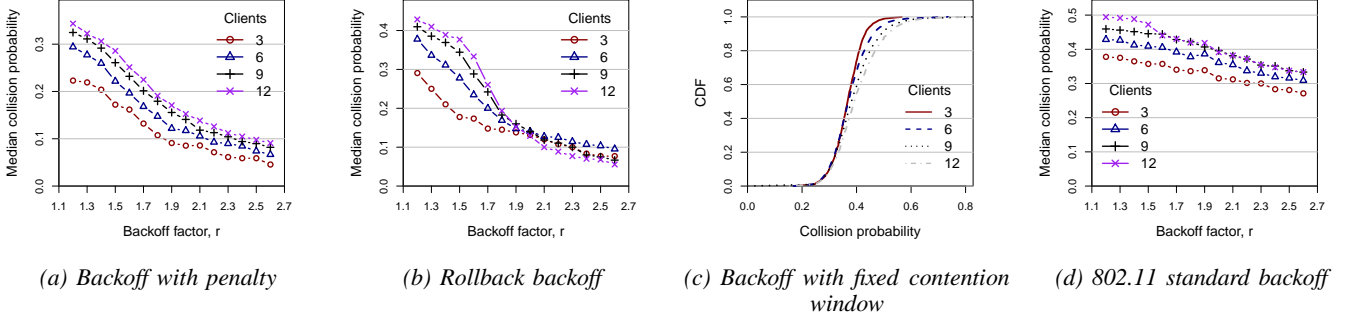 Median collision probability
0.0
0.1
0.2
0.3
Clients
3
6
9
12
1.1 1.3 1.5 1.7 1.9 2.1 2.3 2.5 2.7
Backoff factor, r
(a) Backoff with penalty
Median collision probability
0.0
0.1
0.2
0.3
0.4
Clients
3
6
9
12
1.1 1.3 1.5 1.7 1.9 2.1 2.3 2.5 2.7
Backoff factor, r
(b) Rollback backoff
CDF
0.0
0.2
0.4
0.6
0.8
1.0
Clients
3
6
9
12
0.0 0.2 0.4 0.6 0.8
Collision probability
(c) Backoff with fixed contention
window
Median collision probability
0.0
0.1
0.2
0.3
0.4
0.5
Clients
3
6
9
12
1.1 1.3 1.5 1.7 1.9 2.1 2.3 2.5 2.7
Backoff factor, r
(d) 802.11 standard backoff